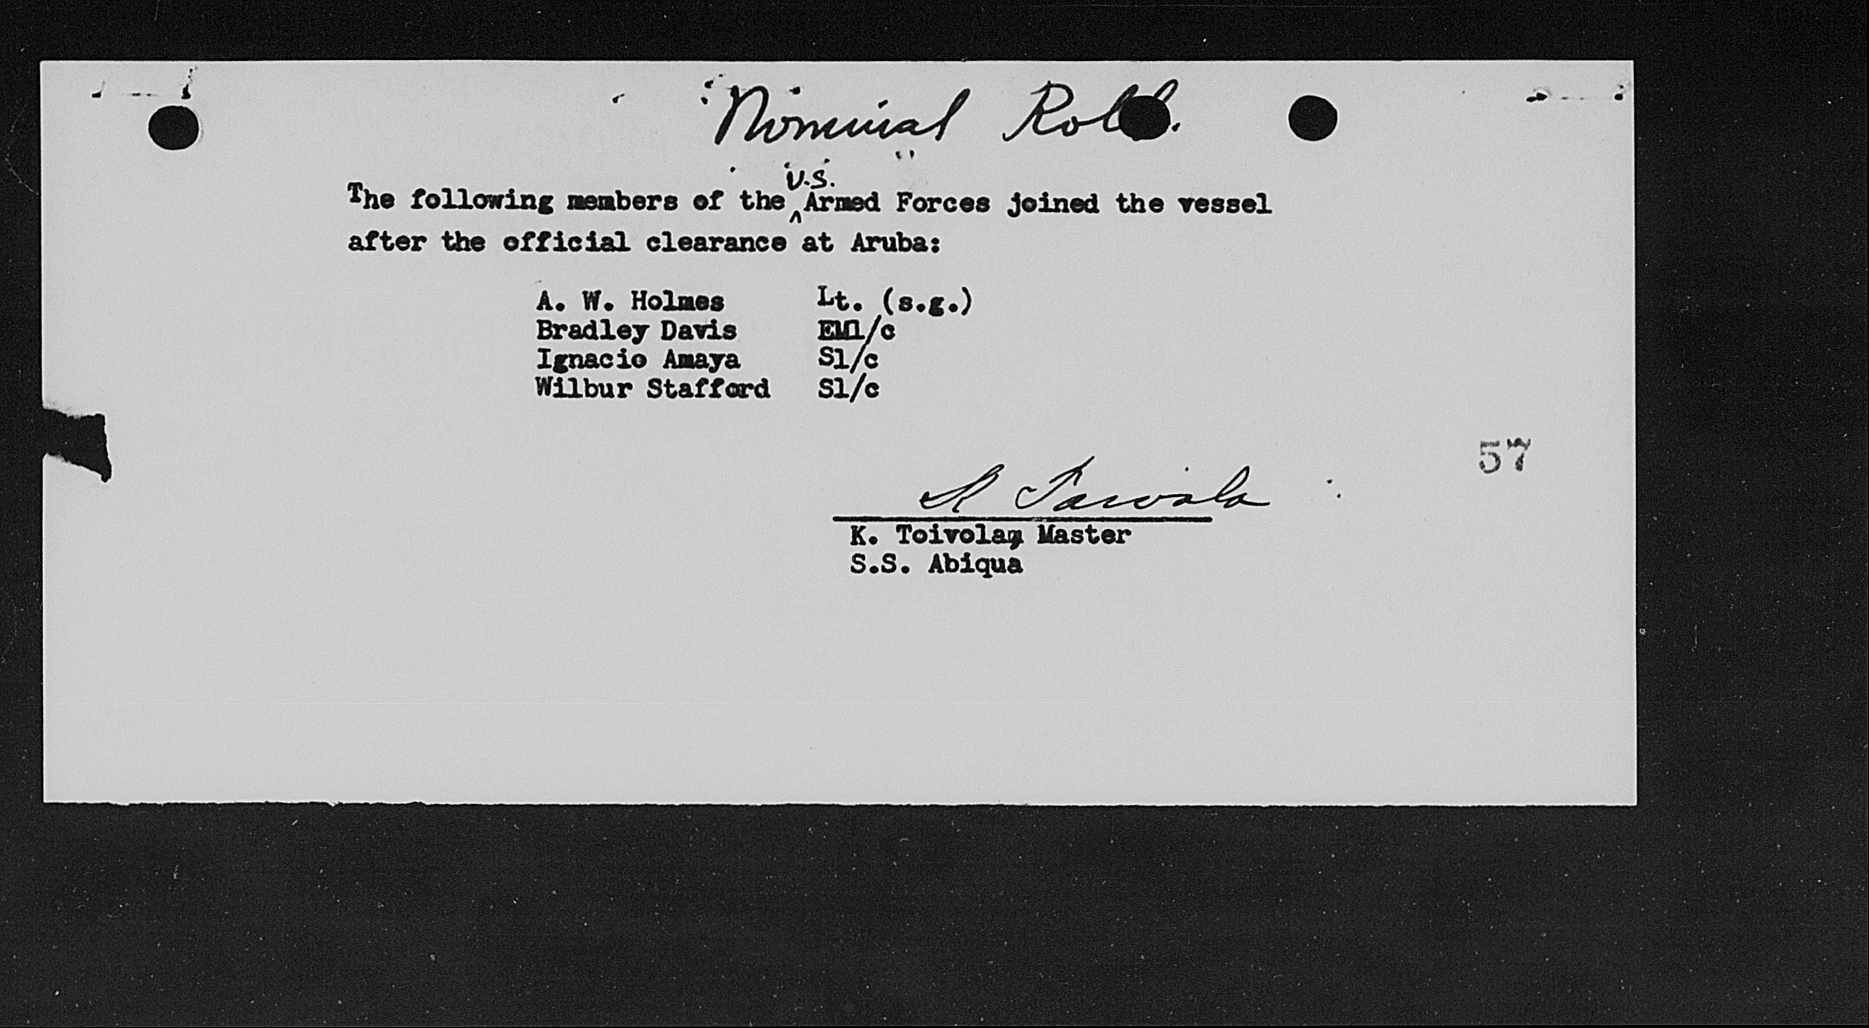 Nominal Roll.
The following members of the U.S. Armed Forces joined the vessel
after the official clearance at Aruba:
A. W. Holmes Lt. (s.g.)
Bradley Davis EM1/c
Ignacio Amaya S1/c
Wilbur Stafford S1/c
57
K. Toivola, Master
S.S. Abiqua